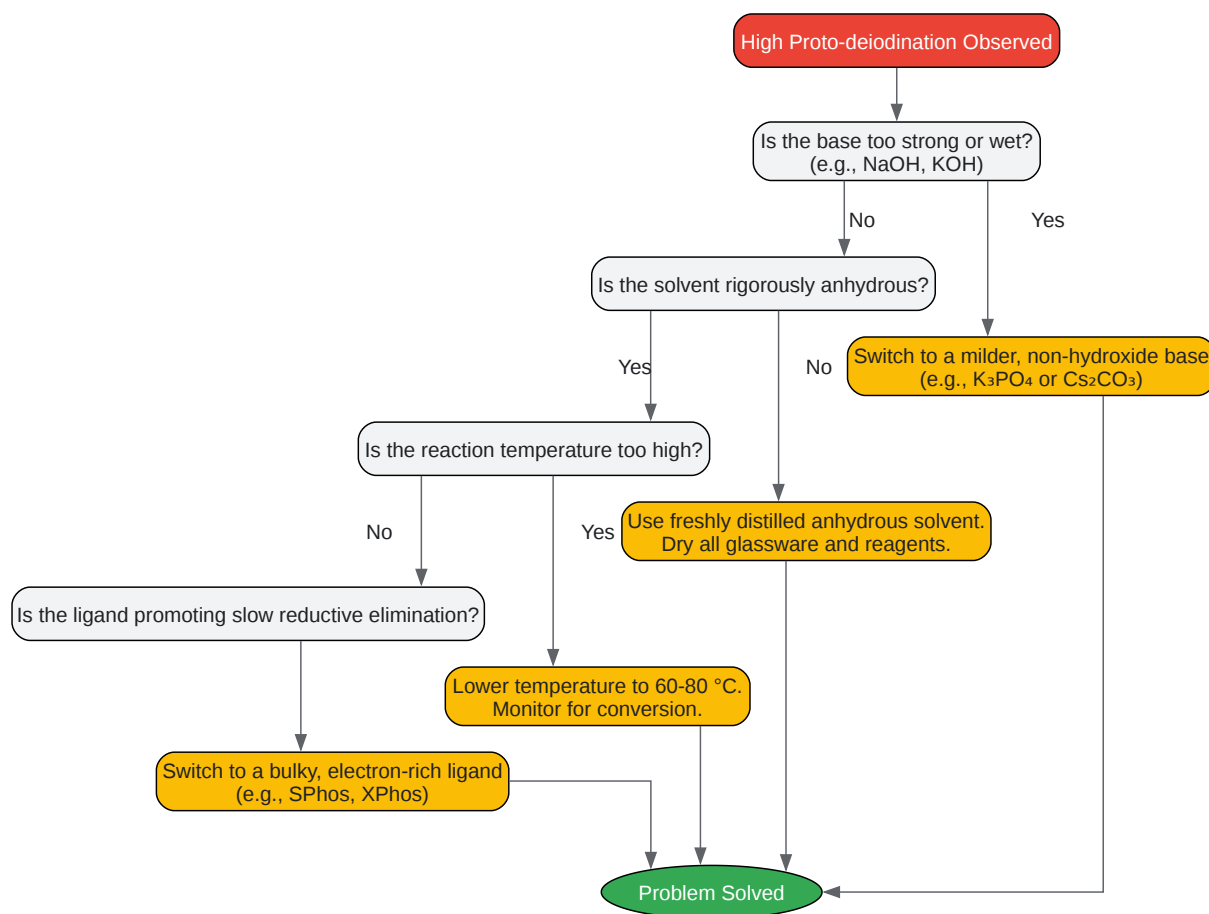 High Proto-deiodination Observed
Is the base too strong or wet?
(e.g., NaOH, KOH)
No
Yes
Is the solvent rigorously anhydrous?
Yes
No
Switch to a milder, non-hydroxide base
(e.g., K₃PO₄ or Cs₂CO₃)
Is the reaction temperature too high?
No
Yes
Use freshly distilled anhydrous solvent.
Dry all glassware and reagents.
Is the ligand promoting slow reductive elimination?
Lower temperature to 60-80 °C.
Monitor for conversion.
Switch to a bulky, electron-rich ligand
(e.g., SPhos, XPhos)
Problem Solved